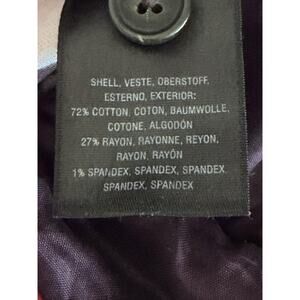 SHELL, VESTE, OBERSTOFF,
ESTERNO, EXTERIOR:
72% COTTON, COTON, BAUMWOLLE,
COTONE, ALGODÓN
27% RAYON, RAYONNE, REYON,
RAYON, RAYÓN
1% SPANDEX, SPANDEX, SPANDEX,
SPANDEX, SPANDEX